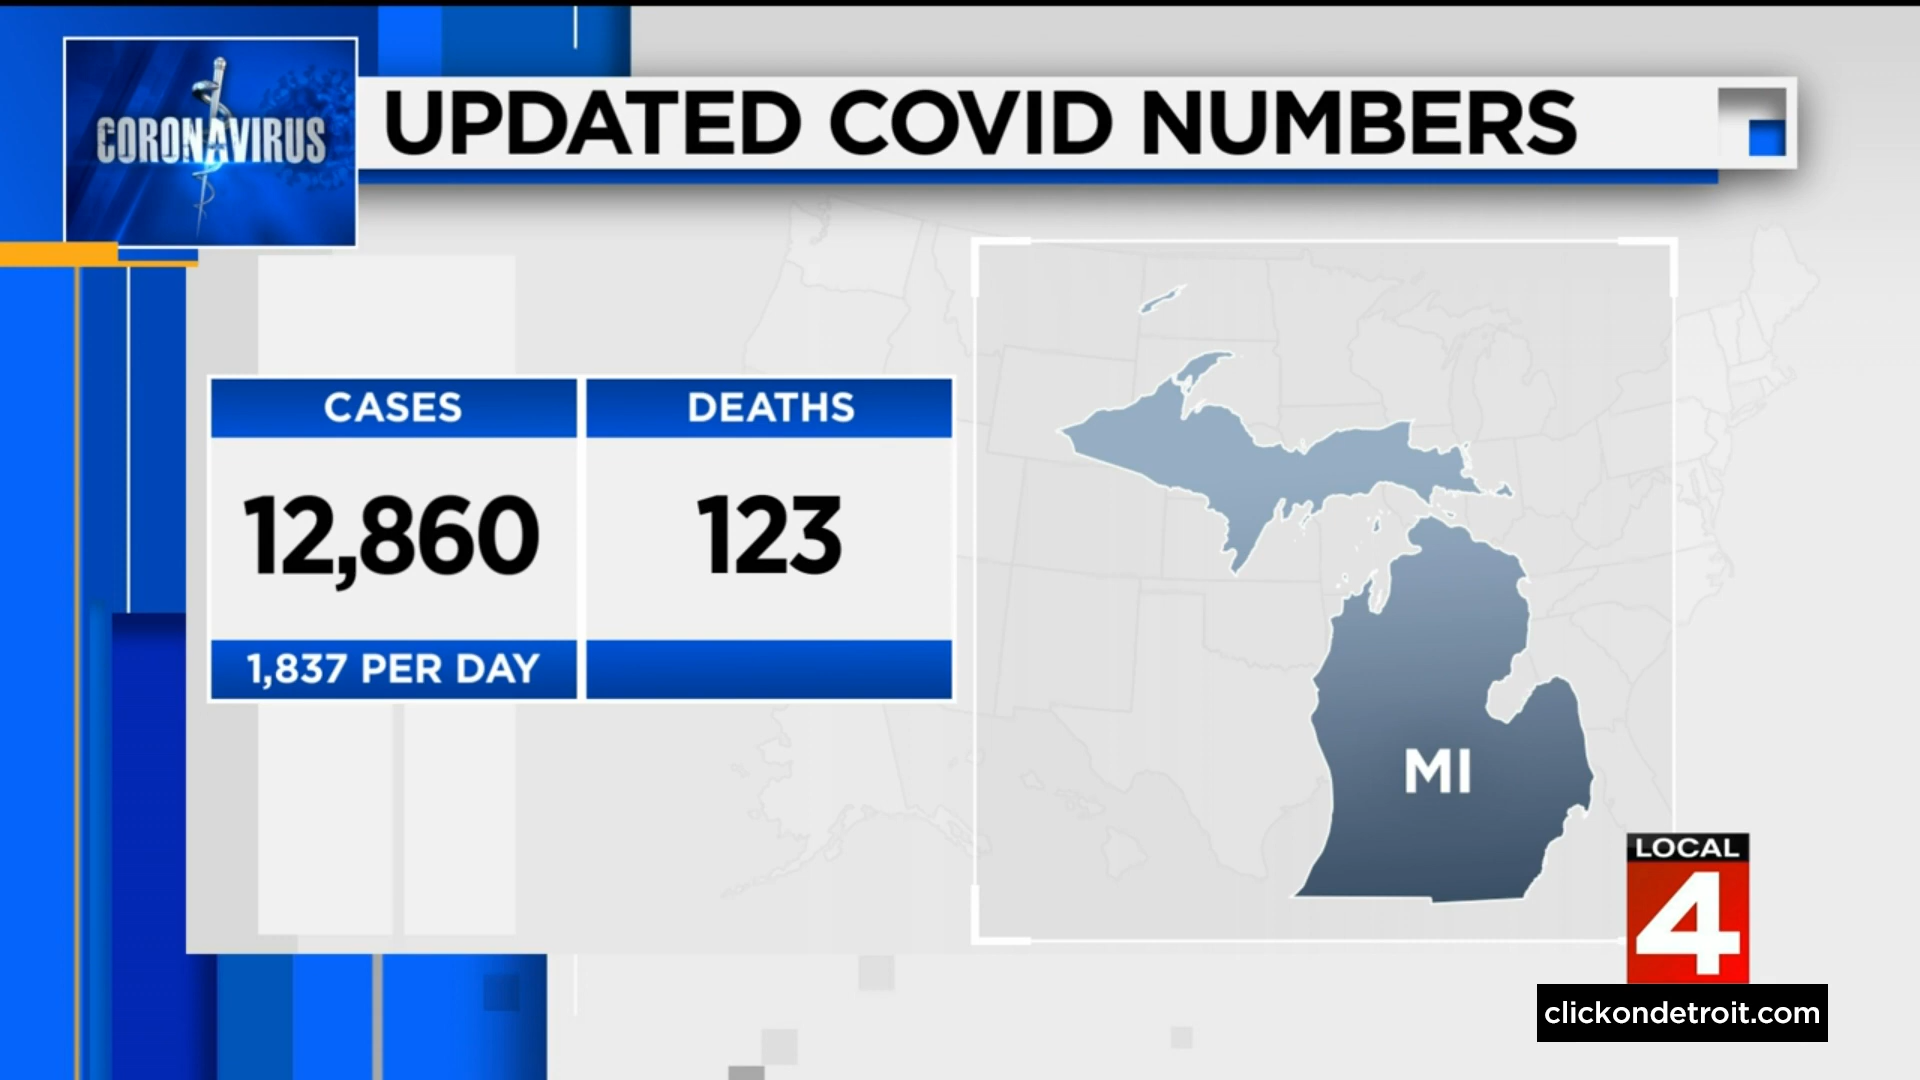 CORONAVIRUS
UPDATED COVID NUMBERS
CASES
DEATHS
12,860
123
1,837 PER DAY
MI
LOCAL
4
clickondetroit.com